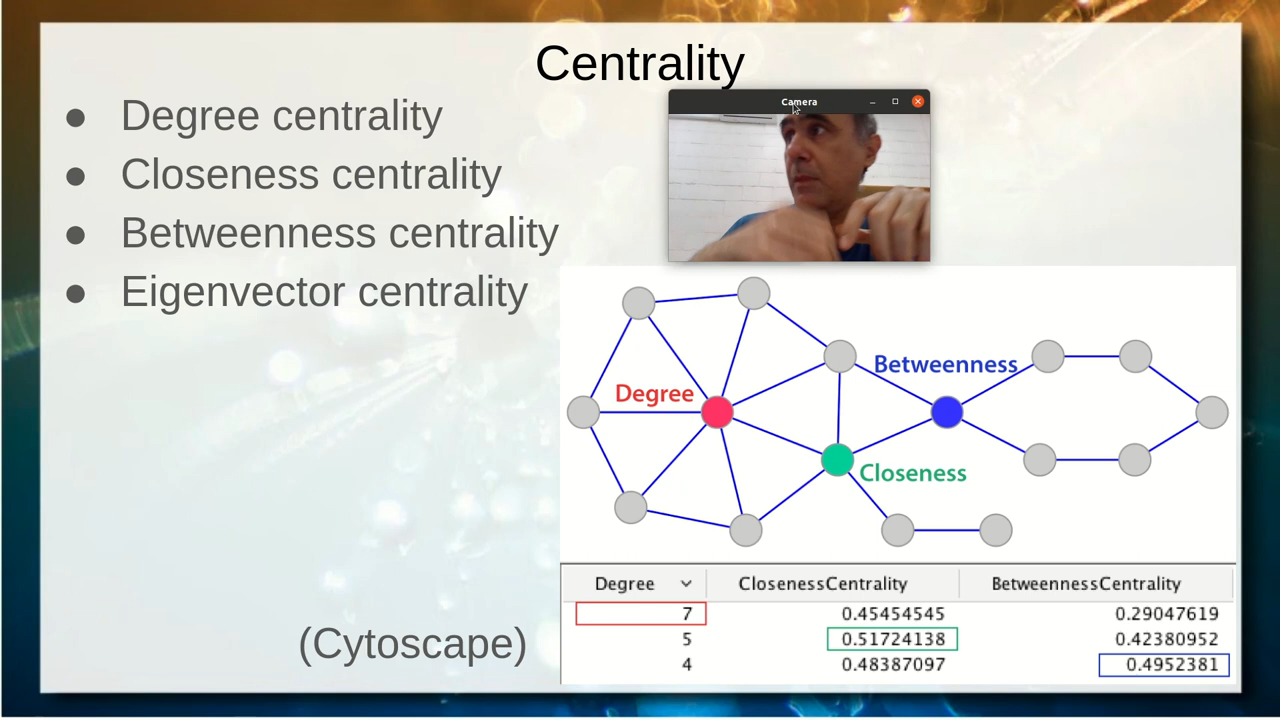 Centrality
● Degree centrality
● Closeness centrality
● Betweenness centrality
● Eigenvector centrality
(Cytoscape)
Camera
Betweenness
Degree
Closeness
Degree ClosenessCentrality BetweennessCentrality
7 0.45454545 0.29047619
5 0.51724138 0.42380952
4 0.48387097 0.4952381